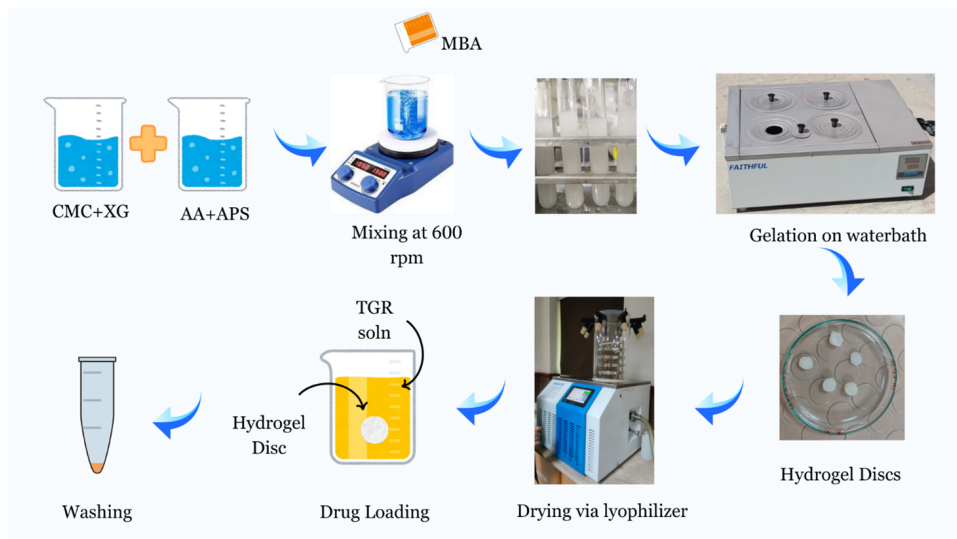 MBA
CMC+XG
AA+APS
Mixing at 600
rpm
FAITHFUL
Gelation on waterbath
TGR
soln
Hydrogel
Disc
Hydrogel Discs
Washing
Drug Loading
Drying via lyophilizer